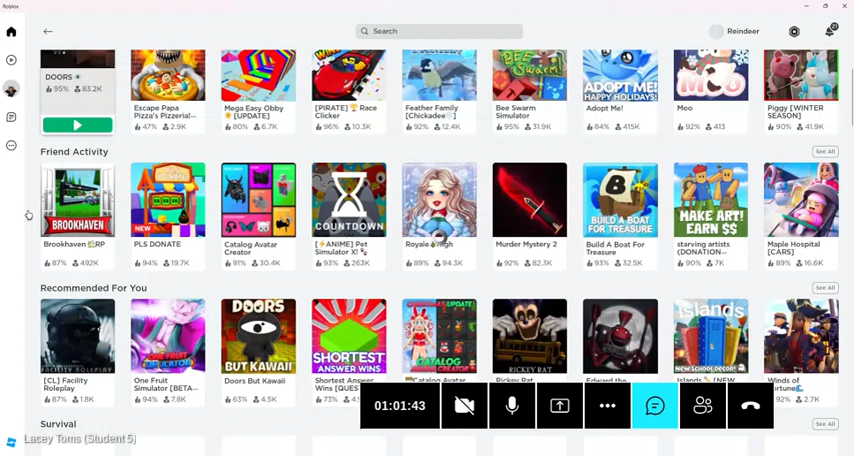 Roblox
Search
Reindeer
DOORS
95% 83.2K
Escape Papa Pizza's Pizzeria!...
47% 2.9K
Mega Easy Obby [UPDATE]
80% 6.7K
[PIRATE] Race Clicker
96% 10.3K
Feather Family [Chickadee]
92% 12.4K
Bee Swarm!
Bee Swarm Simulator
95% 31.9K
ADOPT ME!
HAPPY HOLIDAYS!
Adopt Me!
84% 415K
MOO
Moo
92% 413
Piggy [WINTER SEASON]
90% 41.9K
Friend Activity
See All
BROOKHAVEN
Brookhaven RP
87% 492K
NEW
PLS DONATE
94% 19.7K
Catalog Avatar Creator
91% 30.4K
COUNTDOWN
[⚡ANIME] Pet Simulator X!
93% 263K
89% 94.3K
Murder Mystery 2
92% 82.3K
BUILD A BOAT
FOR TREASURE
Build A Boat For Treasure
93% 32.5K
MAKE ART!
EARN $$
starving artists (DONATION...
90% 7K
Maple Hospital [CARS]
89% 16.6K
Recommended For You
See All
FACILITY ROLEPLAY
[CL] Facility Roleplay
87% 1.8K
One Fruit Simulator [BETA...
94% 7.8K
DOORS
BUT KAWAII
Doors But Kawaii
63% 4.5K
SHORTEST
ANSWER WINS
Shortest Answer Wins [QUES
73%
CATALOG
Catalog Avatar
RICKEY RAT
Rickey Rat
Edward the
Islands
NEW SCHOOL DECOR!
Islands [NEW
Winds of Fortune
92% 2.7K
01:01:43
Survival
See All
Lacey Toms (Student 5)